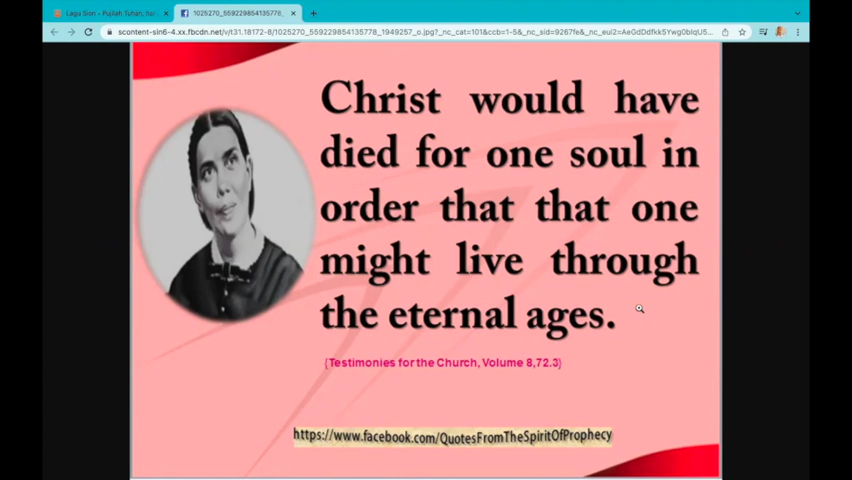 Lagu Sion - Pujilah Tuhan, hai
1025270_559229854135778_
scontent-sin6-4.xx.fbcdn.net/v/t31.18172-8/1025270_559229854135778_1949257_o.jpg?_nc_cat=101&ccb=1-5&_nc_sid=9267fe&_nc_eui2=
Christ would have
died for one soul in
order that that one
might live through
the eternal ages.
{Testimonies for the Church, Volume 8,72.3}
https://www.facebook.com/QuotesFromTheSpiritOfProphecy